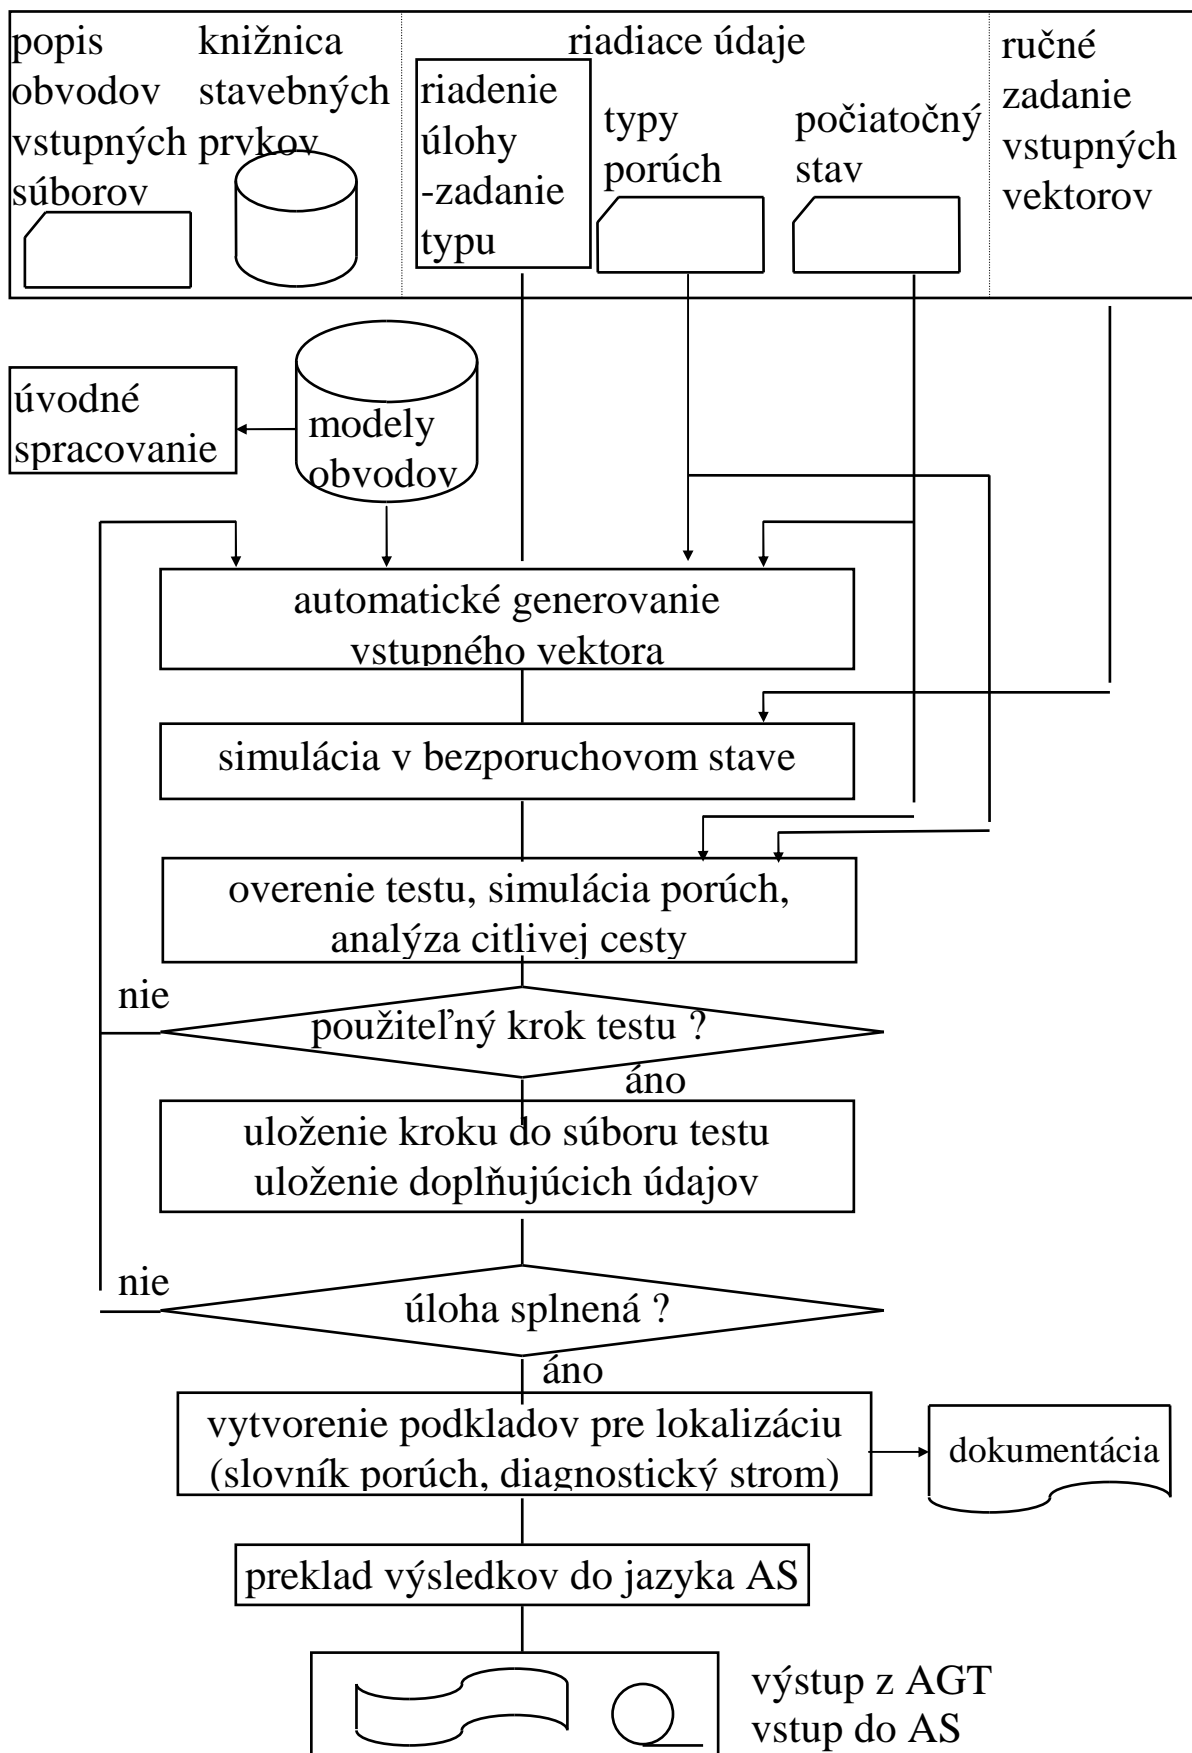 popis
obvodov
vstupných
súborov
knižnica
stavebných
prvkov
riadiace údaje
riadenie
úlohy
-zadanie
typu
typy
porúch
počiatočný
stav
ručné
zadanie
vstupných
vektorov
úvodné
spracovanie
modely
obvodov
automatické generovanie
vstupného vektora
simulácia v bezporuchovom stave
overenie testu, simulácia porúch,
analýza citlivej cesty
nie
použiteľný krok testu ?
áno
uloženie kroku do súboru testu
uloženie doplňujúcich údajov
nie
úloha splnená ?
áno
vytvorenie podkladov pre lokalizáciu
(slovník porúch, diagnostický strom)
dokumentácia
preklad výsledkov do jazyka AS
výstup z AGT
vstup do AS